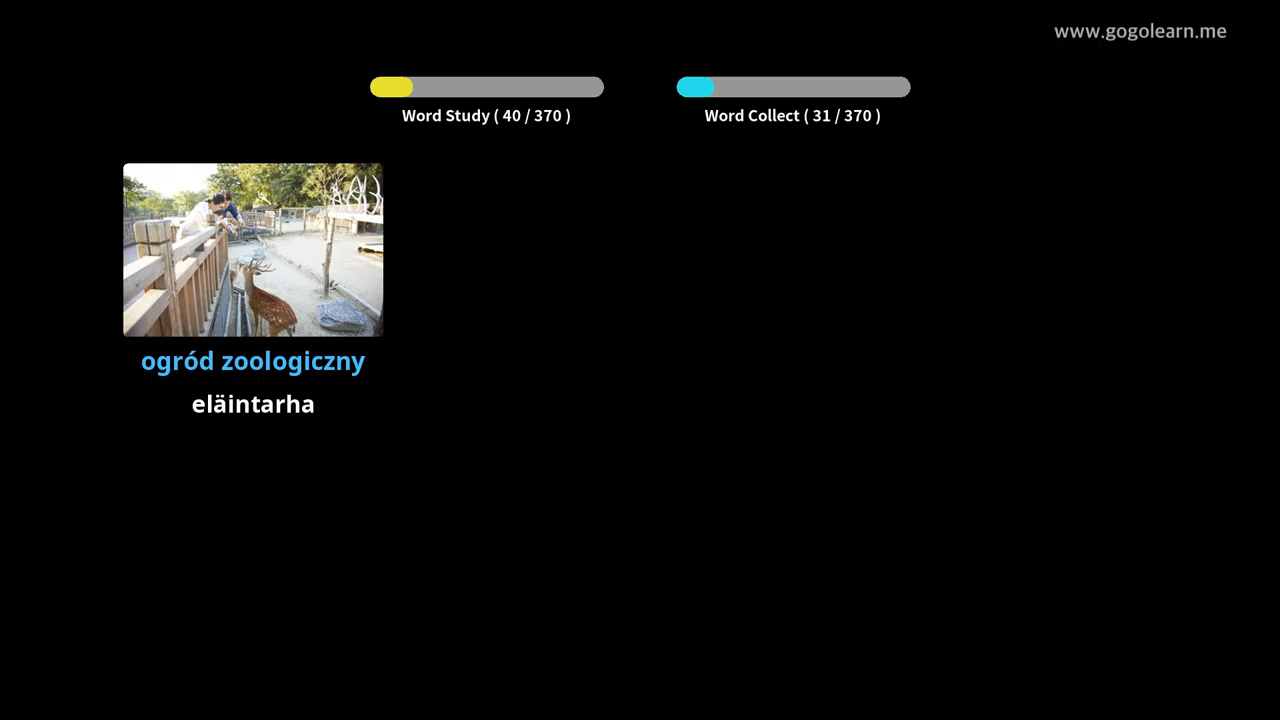 www.gogolearn.me
Word Study ( 40 / 370 )
Word Collect ( 31 / 370 )
ogród zoologiczny
eläintarha